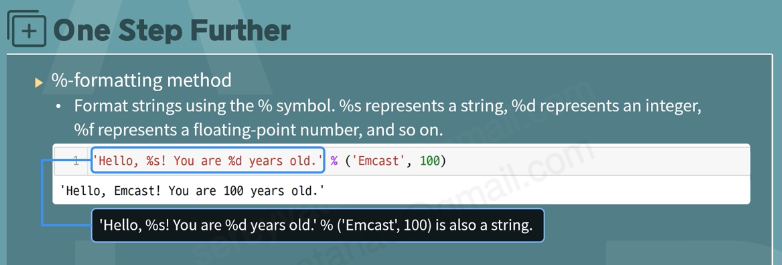 One Step Further
%-formatting method
• Format strings using the % symbol. %s represents a string, %d represents an integer,
%f represents a floating-point number, and so on.
1 'Hello, %s! You are %d years old.' % ('Emcast', 100)
'Hello, Emcast! You are 100 years old.'
'Hello, %s! You are %d years old.' % ('Emcast', 100) is also a string.